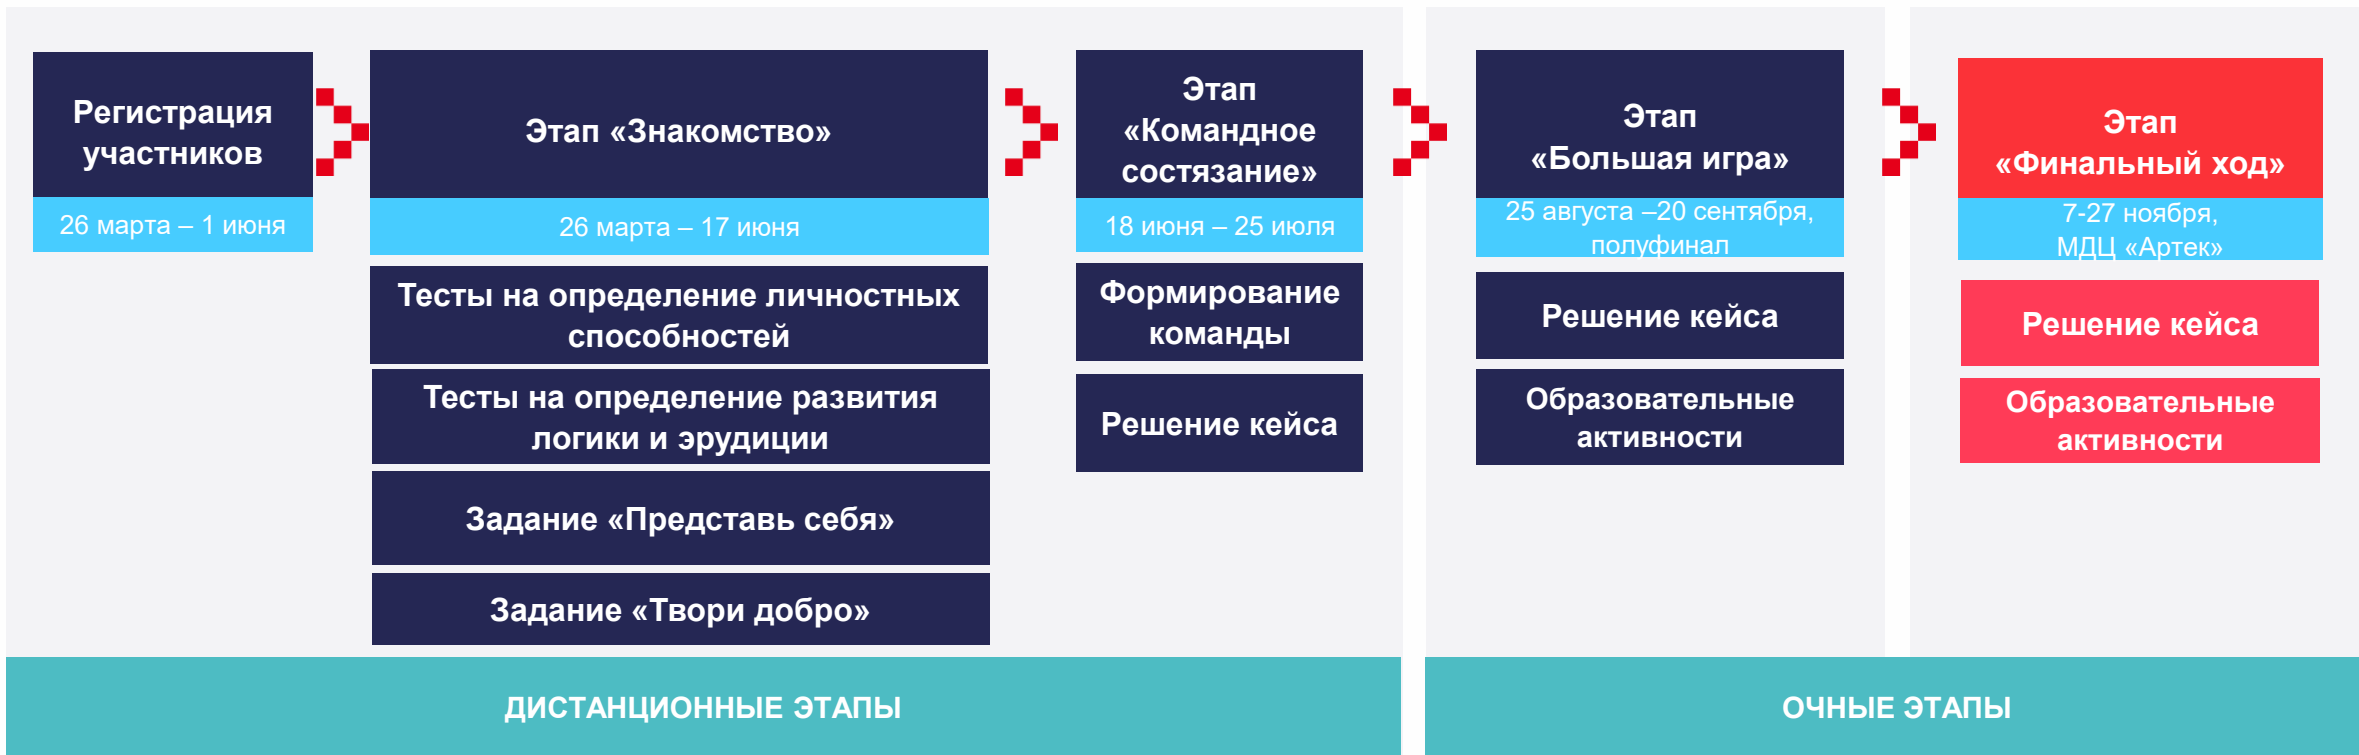 Регистрация
участников
26 марта – 1 июня
Этап «Знакомство»
26 марта – 17 июня
Тесты на определение личностных
способностей
Тесты на определение развития
логики и эрудиции
Задание «Представь себя»
Задание «Твори добро»
Этап
«Командное
состязание»
18 июня – 25 июля
Формирование
команды
Решение кейса
Этап
«Большая игра»
25 августа –20 сентября,
полуфинал
Решение кейса
Образовательные
активности
Этап
«Финальный ход»
7-27 ноября,
МДЦ «Артек»
Решение кейса
Образовательные
активности
ДИСТАНЦИОННЫЕ ЭТАПЫ
ОЧНЫЕ ЭТАПЫ